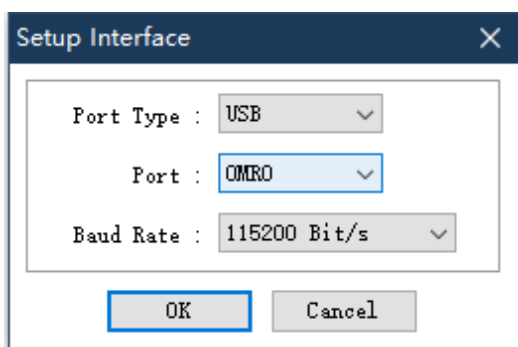 Setup Interface
Port Type : USB
Port : OMRO
Baud Rate : 115200 Bit/s
OK Cancel